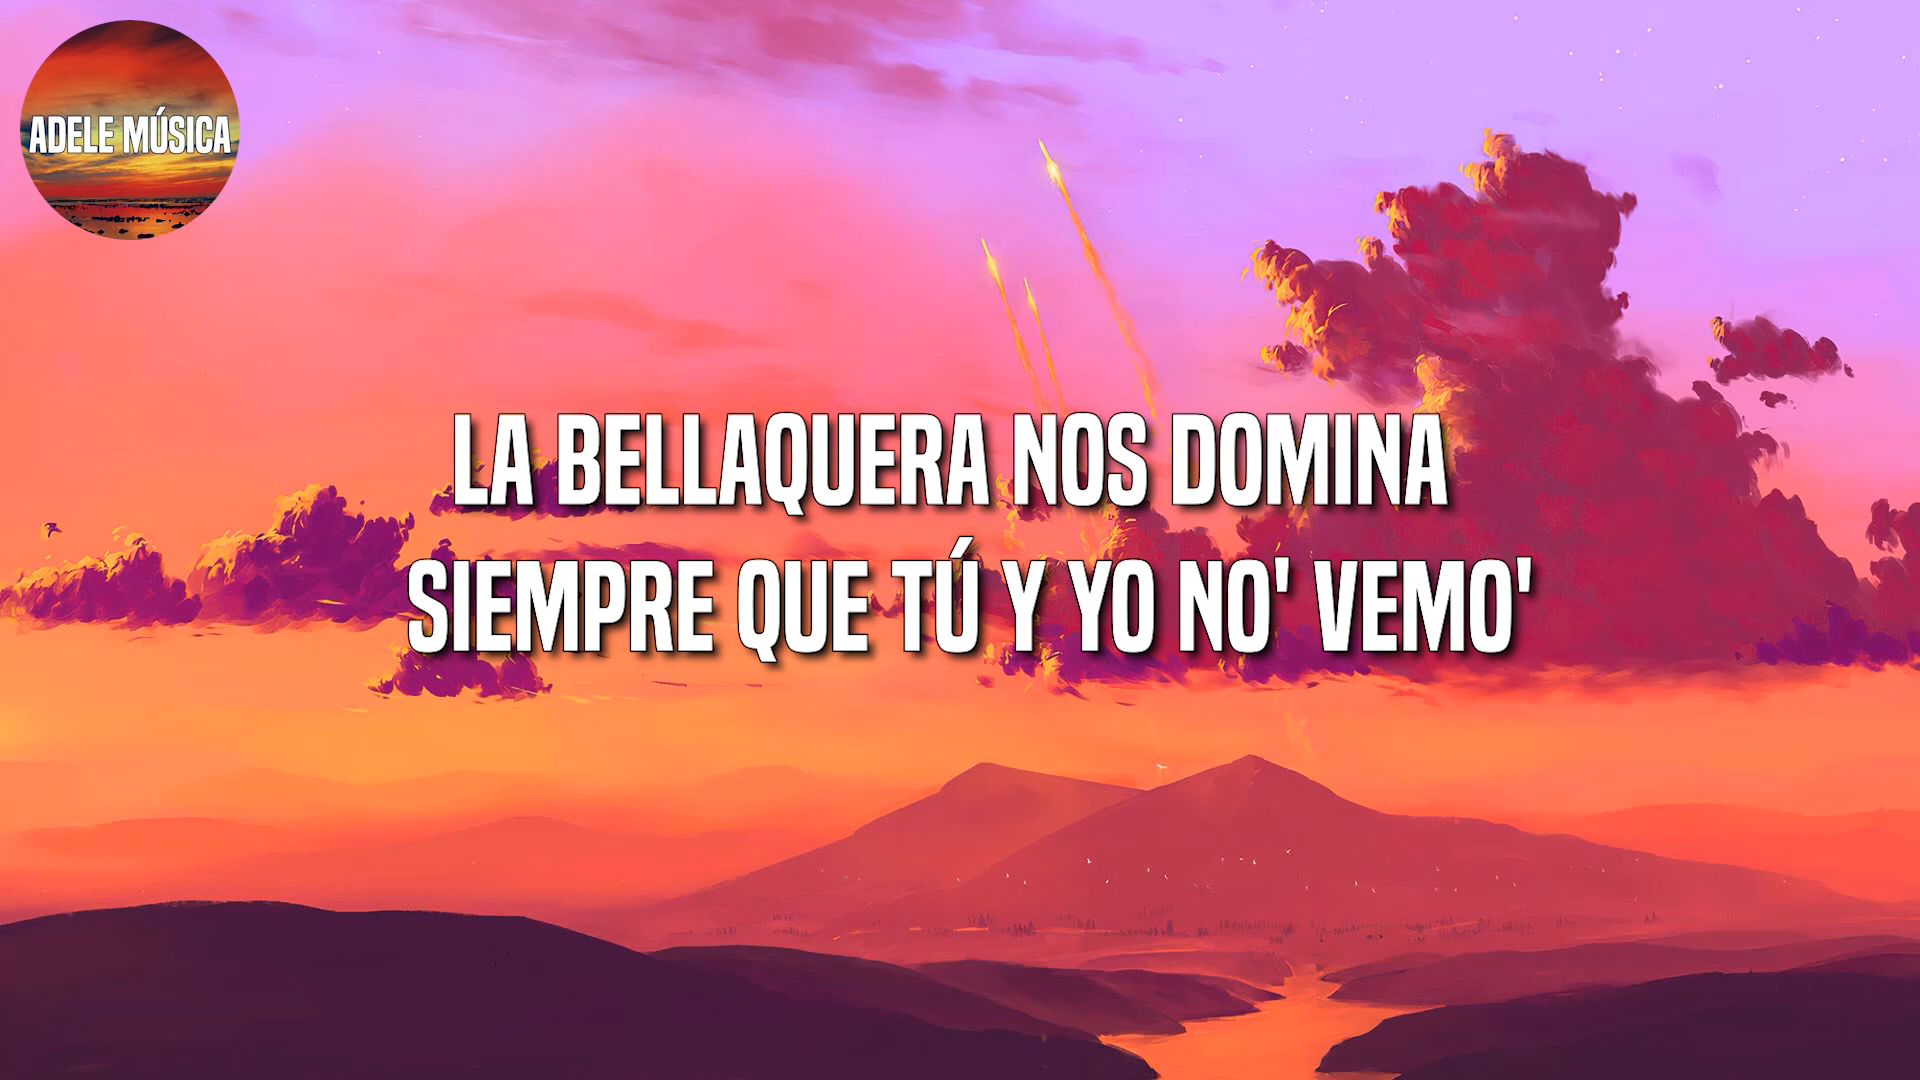 ADELE MÚSICA
LA BELLAQUERA NOS DOMINA
SIEMPRE QUE TÚ Y YO NO' VEMO'